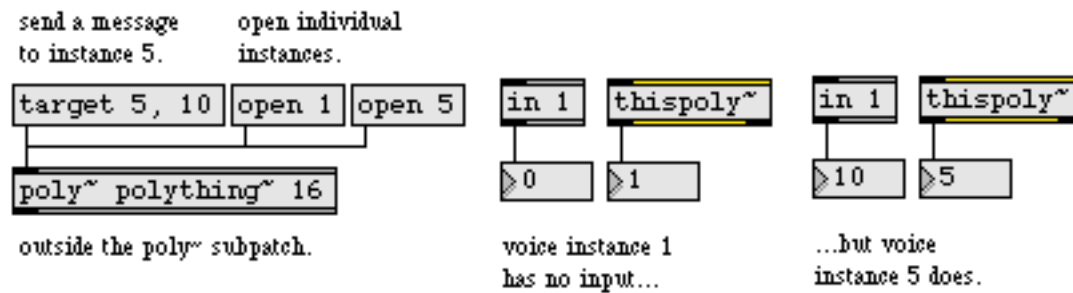 send a message
to instance 5.
open individual
instances.
target 5, 10
open 1
open 5
poly~ polything~ 16
outside the poly~ subpatch.
in 1
thispoly~
0
1
voice instance 1
has no input...
in 1
thispoly~
10
5
...but voice
instance 5 does.